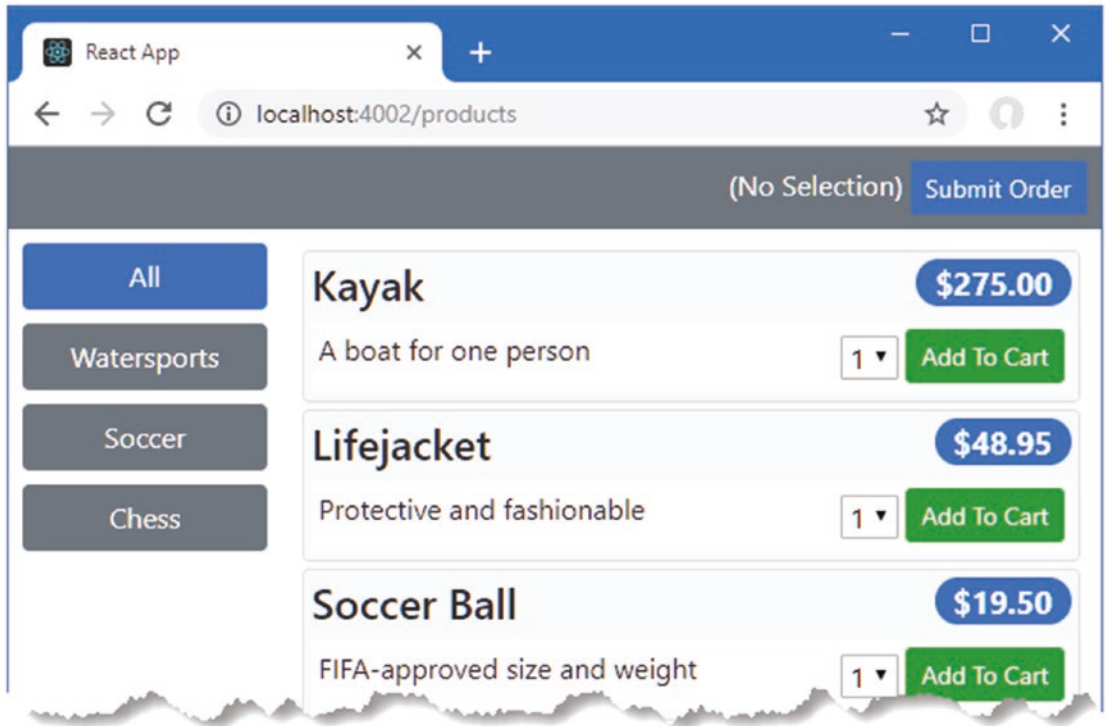 React App
localhost:4002/products
(No Selection) Submit Order
All
Watersports
Soccer
Chess
Kayak $275.00
A boat for one person 1 Add To Cart
Lifejacket $48.95
Protective and fashionable 1 Add To Cart
Soccer Ball $19.50
FIFA-approved size and weight 1 Add To Cart